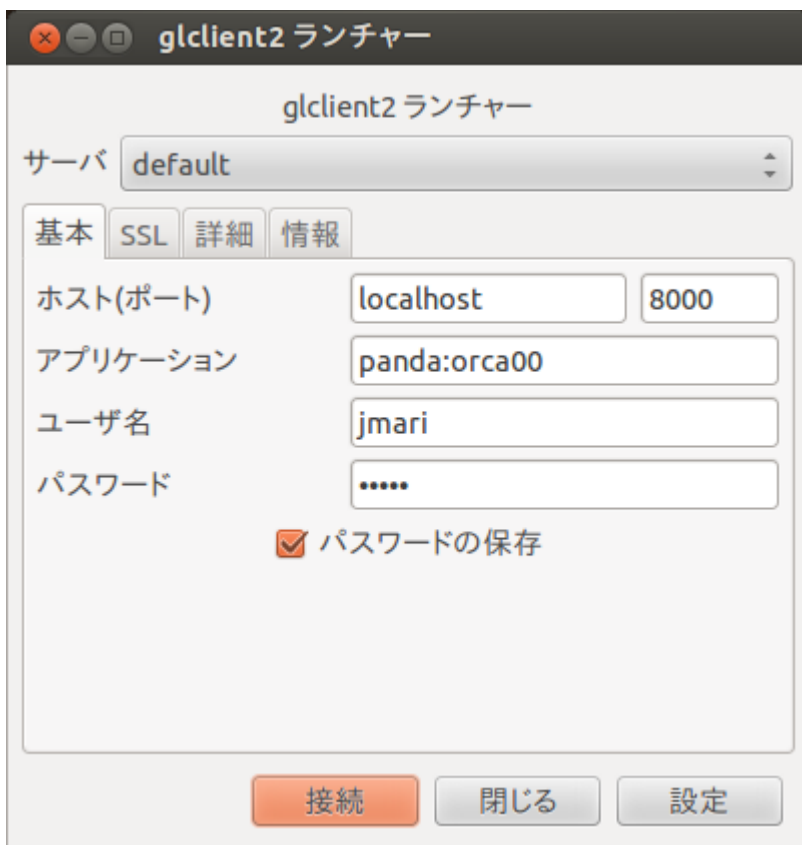 glclient2 ランチャー
glclient2 ランチャー
サーバ default
基本 SSL 詳細 情報
ホスト(ポート) localhost 8000
アプリケーション panda:orca00
ユーザ名 jmari
パスワード •••••
パスワードの保存
接続 閉じる 設定